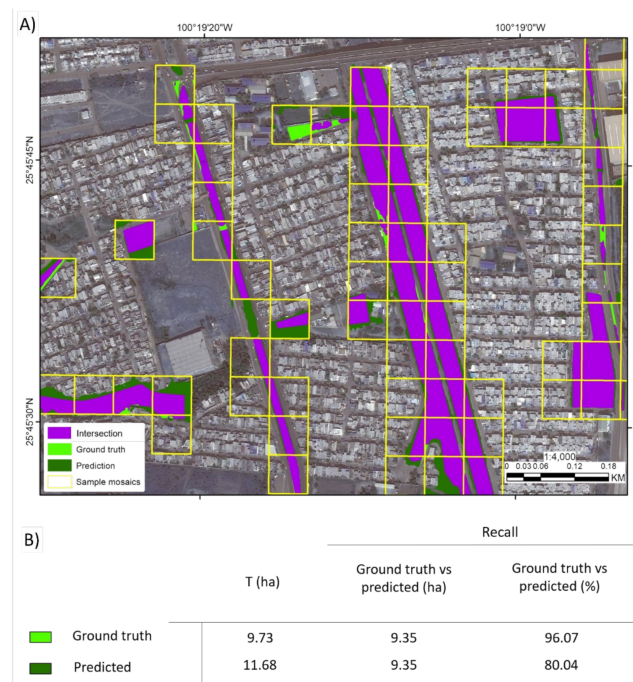 A)
100°19'20"W
100°19'0"W
25°45'45"N
25°45'30"N
Intersection
Ground truth
Prediction
Sample mosaics
1:4,000
0 0.03 0.06 0.12 0.18
KM
B)
Recall
T (ha)
Ground truth vs predicted (ha)
Ground truth vs predicted (%)
Ground truth 9.73 9.35 96.07
Predicted 11.68 9.35 80.04